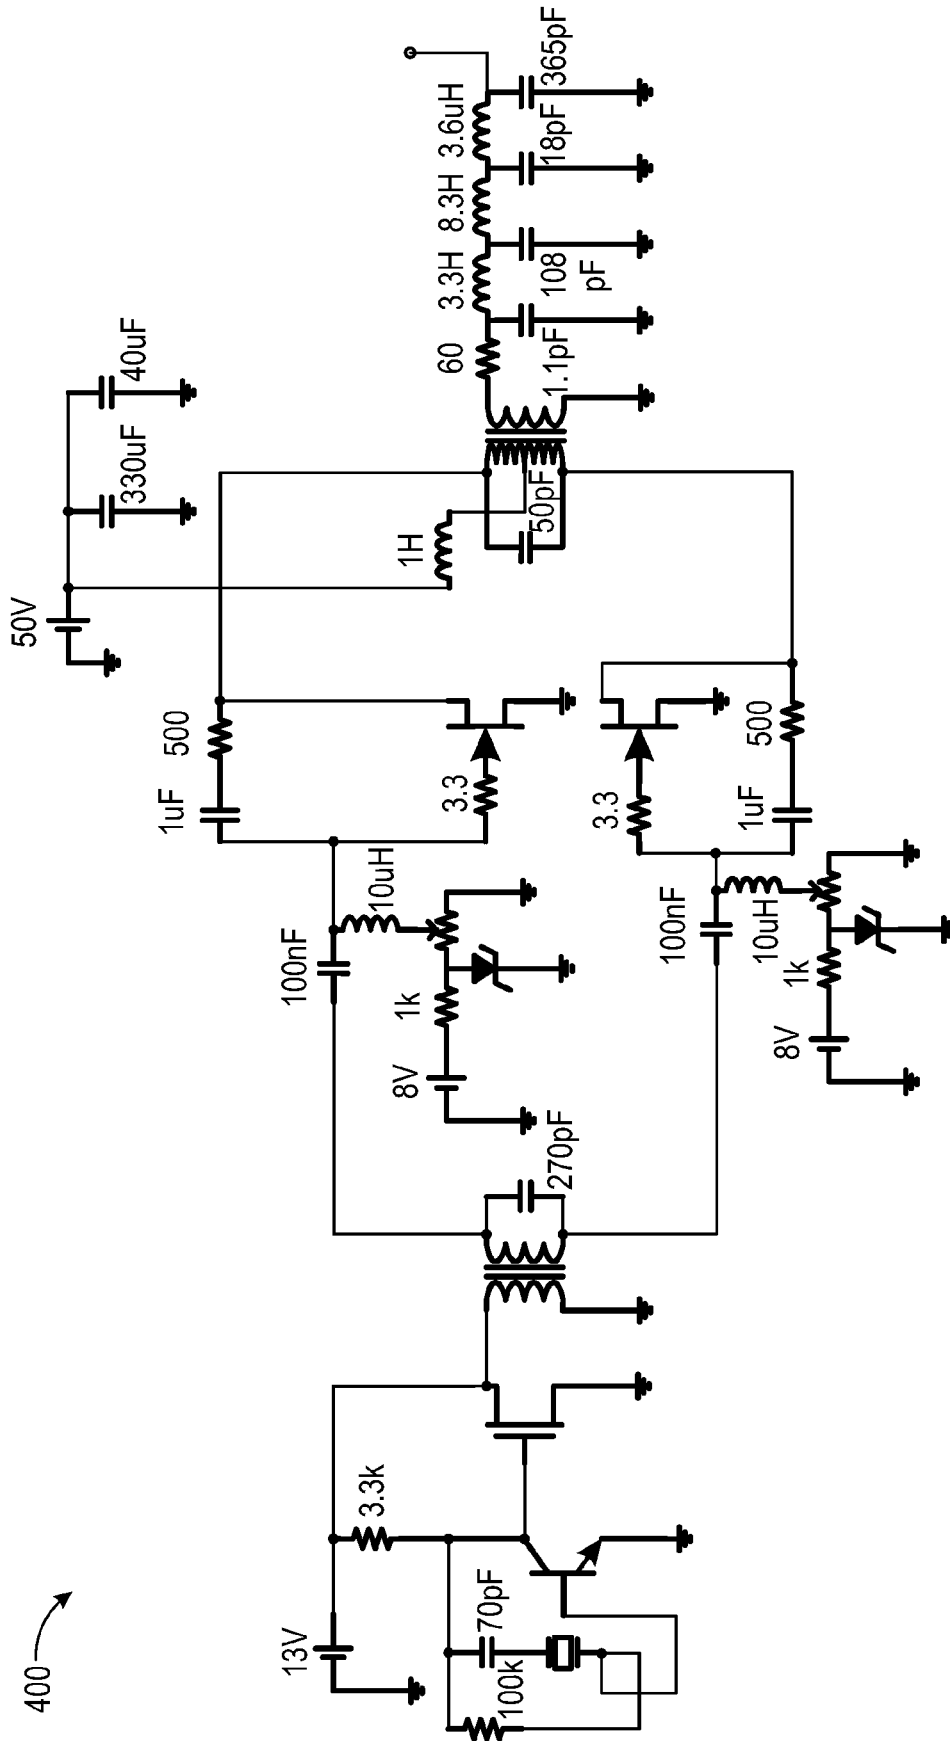 400
13V
3.3k
70pF
100k
270pF
100nF
10uH
8V
1k
1uF
500
3.3
3.3
100nF
10uH
8V
1k
1uF
500
50V
330uF
40uF
1H
50pF
60
1.1pF
3.3H
108
pF
8.3H
18pF
3.6uH
365pF